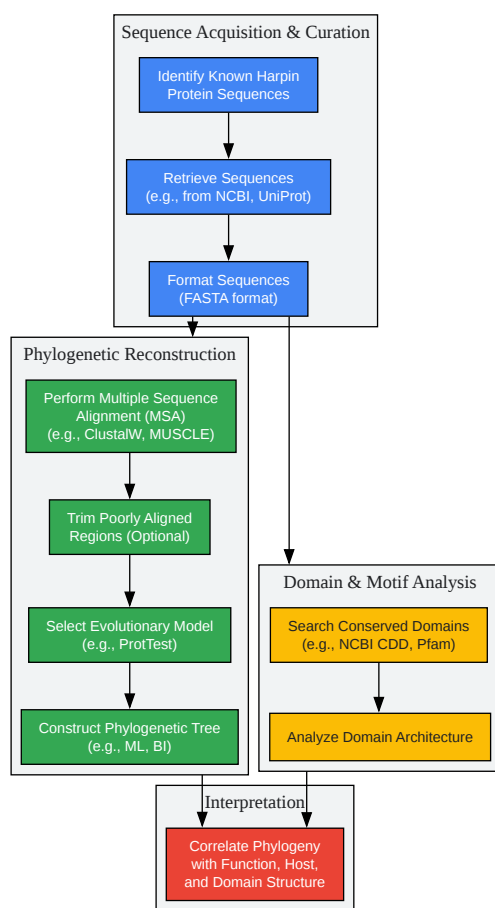 Sequence Acquisition & Curation
Identify Known Harpin
Protein Sequences
Retrieve Sequences
(e.g., from NCBI, UniProt)
Format Sequences
(FASTA format)
Phylogenetic Reconstruction
Perform Multiple Sequence
Alignment (MSA)
(e.g., ClustalW, MUSCLE)
Trim Poorly Aligned
Regions (Optional)
Select Evolutionary Model
(e.g., ProtTest)
Construct Phylogenetic Tree
(e.g., ML, BI)
Domain & Motif Analysis
Search Conserved Domains
(e.g., NCBI CDD, Pfam)
Analyze Domain Architecture
Interpretation
Correlate Phylogeny
with Function, Host,
and Domain Structure